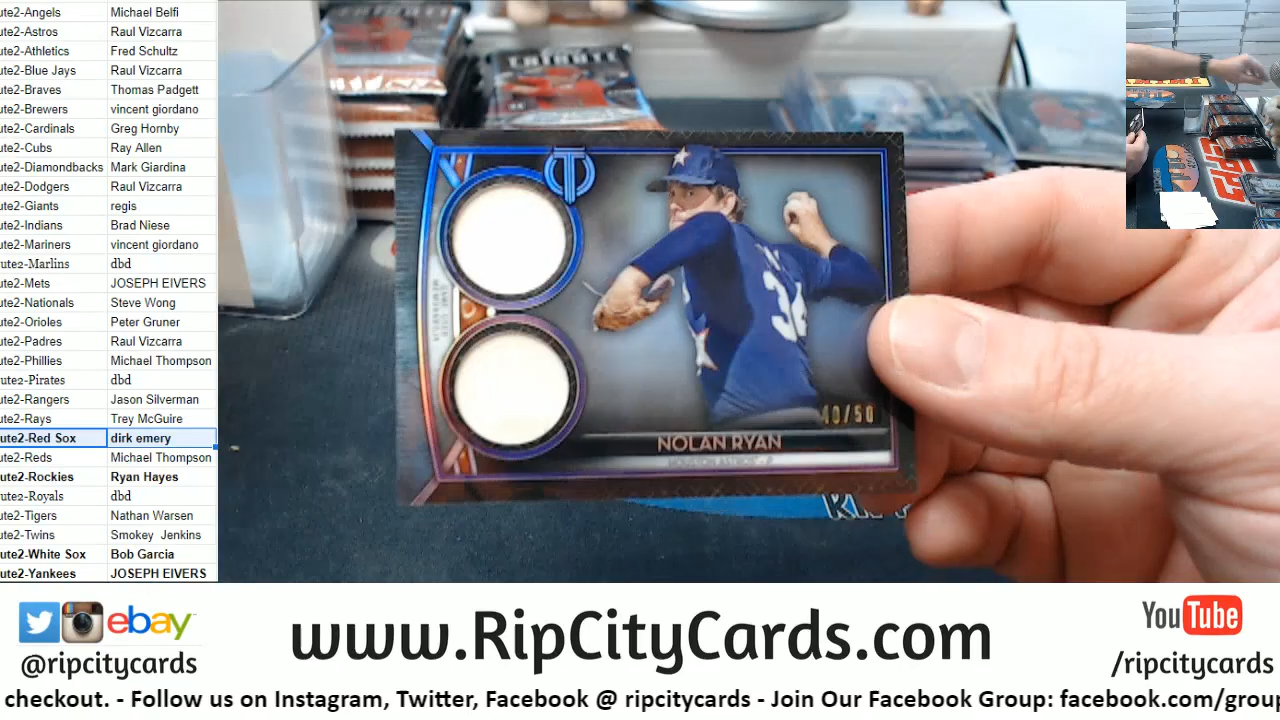 ute2-Angels Michael Belfi
ute2-Astros Raul Vizcarra
ute2-Athletics Fred Schultz
ute2-Blue Jays Raul Vizcarra
ute2-Braves Thomas Padgett
ute2-Brewers vincent giordano
ute2-Cardinals Greg Hornby
ute2-Cubs Ray Allen
ute2-Diamondbacks Mark Giardina
ute2-Dodgers Raul Vizcarra
ute2-Giants regis
ute2-Indians Brad Niese
ute2-Mariners vincent giordano
ute2-Marlins dbd
ute2-Mets JOSEPH EIVERS
ute2-Nationals Steve Wong
ute2-Orioles Peter Gruner
ute2-Padres Raul Vizcarra
ute2-Phillies Michael Thompson
ute2-Pirates dbd
ute2-Rangers Jason Silverman
ute2-Rays Trey McGuire
ute2-Red Sox dirk emery
ute2-Reds Michael Thompson
ute2-Rockies Ryan Hayes
ute2-Royals dbd
ute2-Tigers Nathan Warsen
ute2-Twins Smokey Jenkins
ute2-White Sox Bob Garcia
ute2-Yankees JOSEPH EIVERS
TRIBUTE
T
34
40/50
NOLAN RYAN
ebay
@ripcitycards
www.RipCityCards.com
YouTube
/ripcitycards
checkout. - Follow us on Instagram, Twitter, Facebook @ ripcitycards - Join Our Facebook Group: facebook.com/group